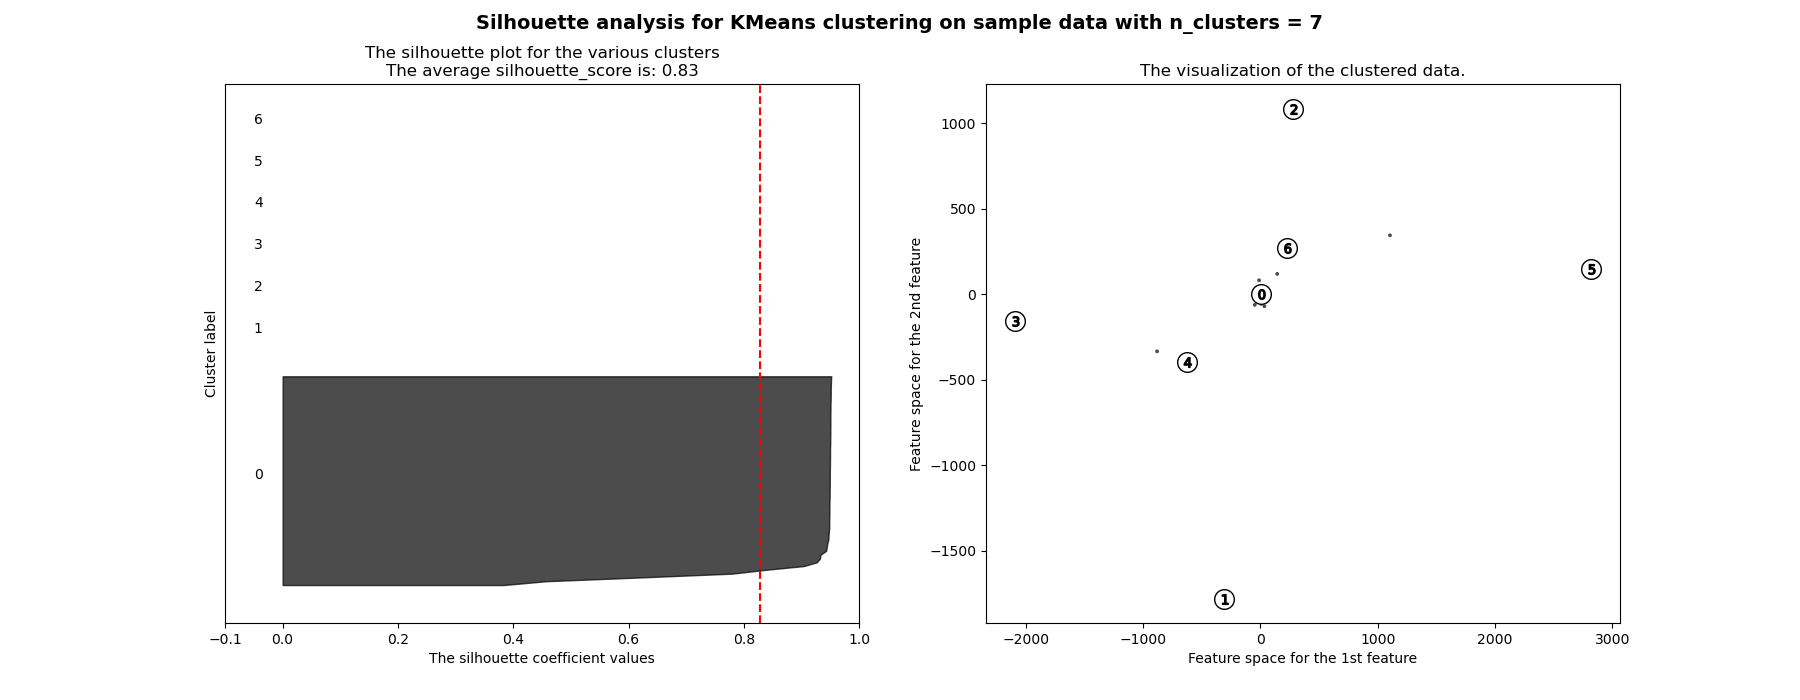 Silhouette analysis for KMeans clustering on sample data with n_clusters = 7
The silhouette plot for the various clusters
The average silhouette_score is: 0.83
6
5
4
3
2
1
0
Cluster label
−0.1 0.0 0.2 0.4 0.6 0.8 1.0
The silhouette coefficient values
The visualization of the clustered data.
1000
500
0
−500
−1000
−1500
Feature space for the 2nd feature
2
6
5
0
3
4
1
−2000 −1000 0 1000 2000 3000
Feature space for the 1st feature